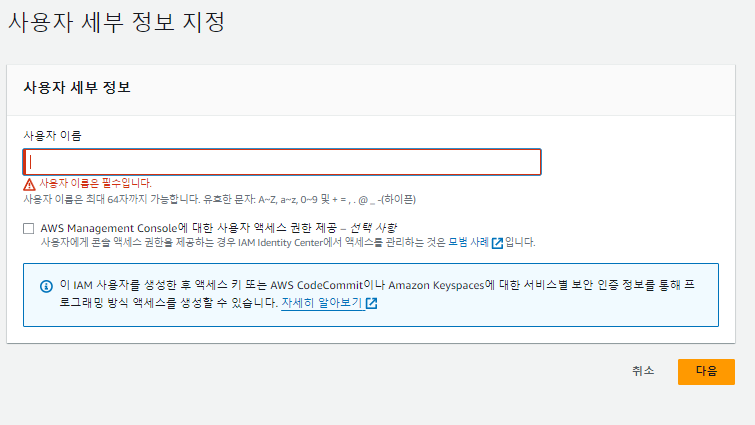 사용자 세부 정보 지정
사용자 세부 정보
사용자 이름
사용자 이름은 필수입니다.
사용자 이름은 최대 64자까지 가능합니다. 유효한 문자: A~Z, a~z, 0~9 및 + = , . @ _ -(하이픈)
AWS Management Console에 대한 사용자 액세스 권한 제공 – 선택 사항
사용자에게 콘솔 액세스 권한을 제공하는 경우 IAM Identity Center에서 액세스를 관리하는 것은 모범 사례입니다.
이 IAM 사용자를 생성한 후 액세스 키 또는 AWS CodeCommit이나 Amazon Keyspaces에 대한 서비스별 보안 인증 정보를 통해 프
로그래밍 방식 액세스를 생성할 수 있습니다. 자세히 알아보기
취소 다음